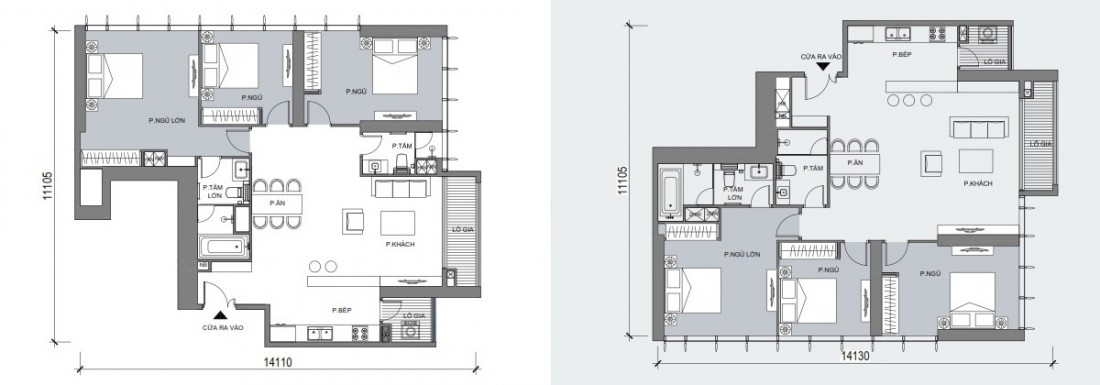 P.NGỦ
P.NGỦ
P.NGỦ LỚN
P.TẮM
P.TẮM
LỚN
P.ĂN
LÔ GIA
P.KHÁCH
P.BẾP
LÔ GIA
CỬA RA VÀO
11105
14110
CỬA RA VÀO
P.BẾP
LÔ GIA
P.ĂN
P.TẮM
LÔ GIA
P.TẮM
LỚN
P.KHÁCH
P.NGỦ LỚN
P.NGỦ
P.NGỦ
11105
14130